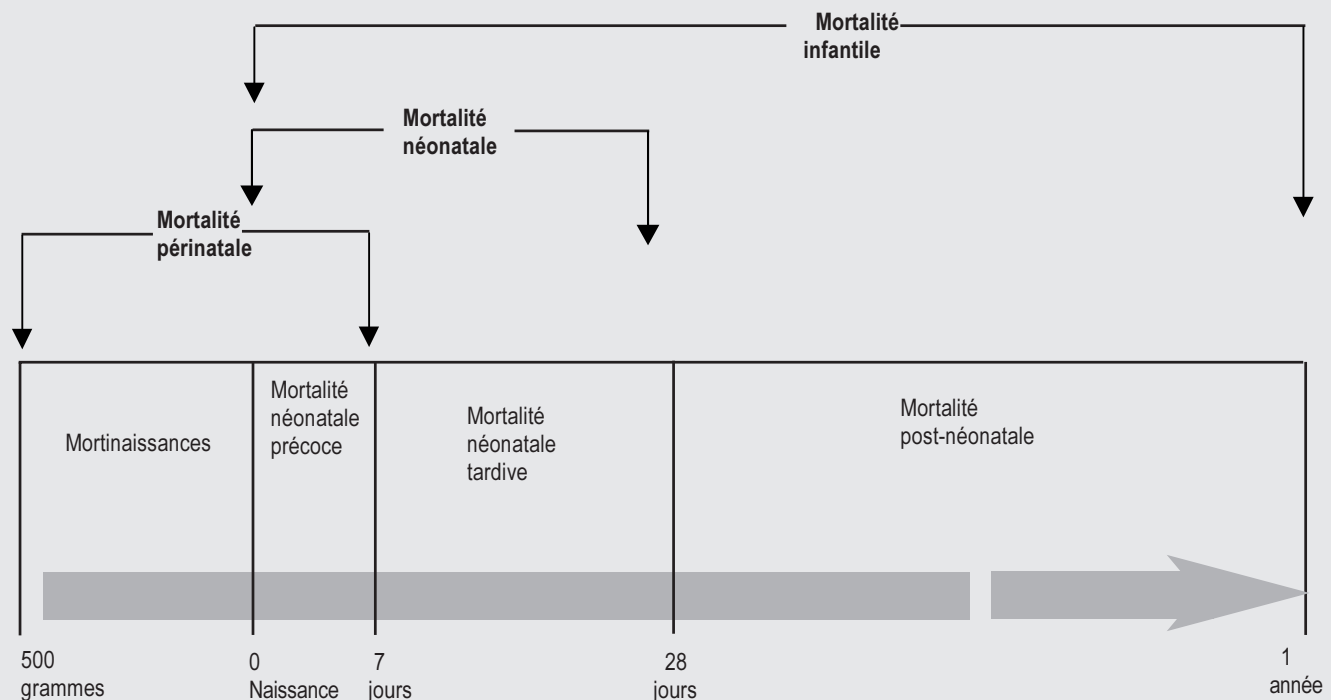 Mortalité
infantile
Mortalité
néonatale
Mortalité
périnatale
Mortinaissances
Mortalité
néonatale
précoce
Mortalité
néonatale
tardive
Mortalité
post-néonatale
500
grammes
0
Naissance
7
jours
28
jours
1
année